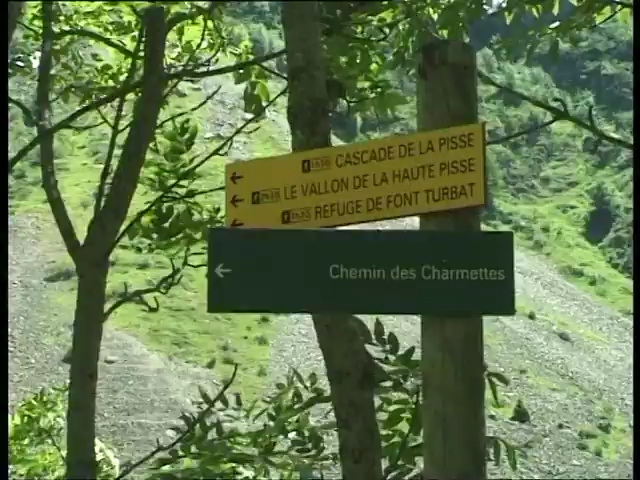 CASCADE DE LA PISSE
LE VALLON DE LA HAUTE PISSE
REFUGE DE FONT TURBAT
Chemin des Charmettes